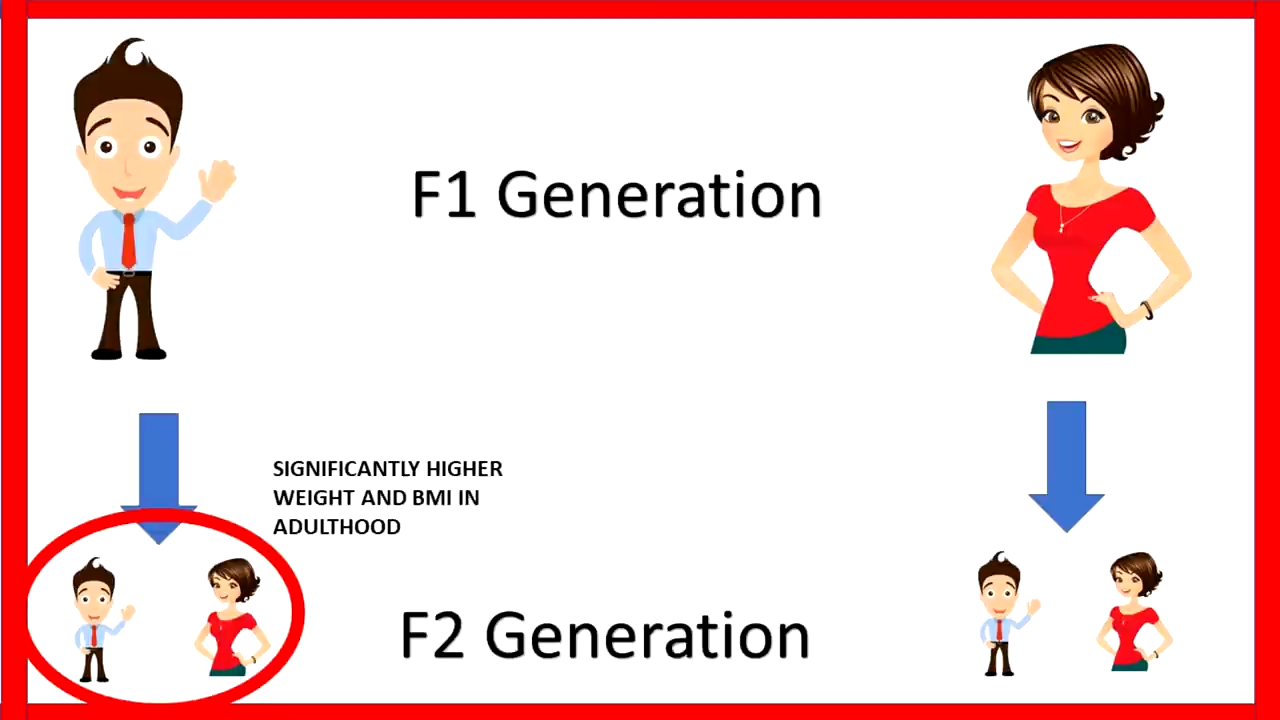 F1 Generation
SIGNIFICANTLY HIGHER
WEIGHT AND BMI IN
ADULTHOOD
F2 Generation